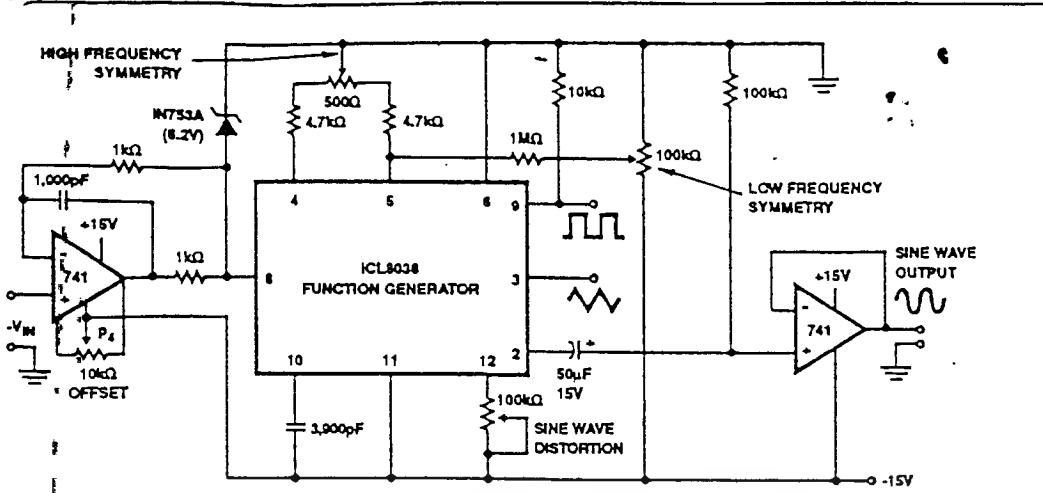 HIGH FREQUENCY
SYMMETRY
500Ω
4.7kΩ
4.7kΩ
IN753A
(6.2V)
1kΩ
1,000pF
+15V
741
-
+
-VIN
P4
10kΩ
OFFSET
1kΩ
10kΩ
100kΩ
1MΩ
100kΩ
LOW FREQUENCY
SYMMETRY
4
5
6
9
8
ICL8038
FUNCTION GENERATOR
3
2
10
11
12
50µF
15V
+
3,900pF
100kΩ
SINE WAVE
DISTORTION
+15V
741
-
+
SINE WAVE
OUTPUT
-15V